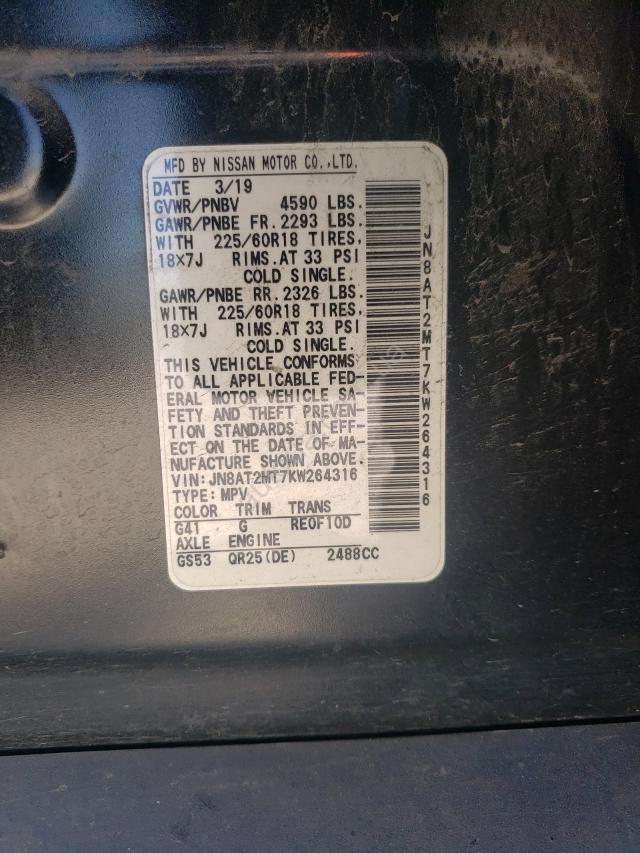 MFD BY NISSAN MOTOR CO.,LTD.
DATE 3/19
GVWR/PNBV 4590 LBS.
GAWR/PNBE FR.2293 LBS.
WITH 225/60R18 TIRES,
18X7J RIMS.AT 33 PSI
COLD SINGLE.
GAWR/PNBE RR.2326 LBS.
WITH 225/60R18 TIRES,
18X7J RIMS.AT 33 PSI
COLD SINGLE.
THIS VEHICLE CONFORMS
TO ALL APPLICABLE FED-
ERAL MOTOR VEHICLE SA-
FETY AND THEFT PREVEN-
TION STANDARDS IN EFF-
ECT ON THE DATE OF MA-
NUFACTURE SHOWN ABOVE.
VIN:JN8AT2MT7KW264316
TYPE:MPV
COLOR TRIM TRANS
G41 G RE0F10D
AXLE ENGINE
GS53 QR25(DE) 2488CC
JN8AT2MT7KW264316